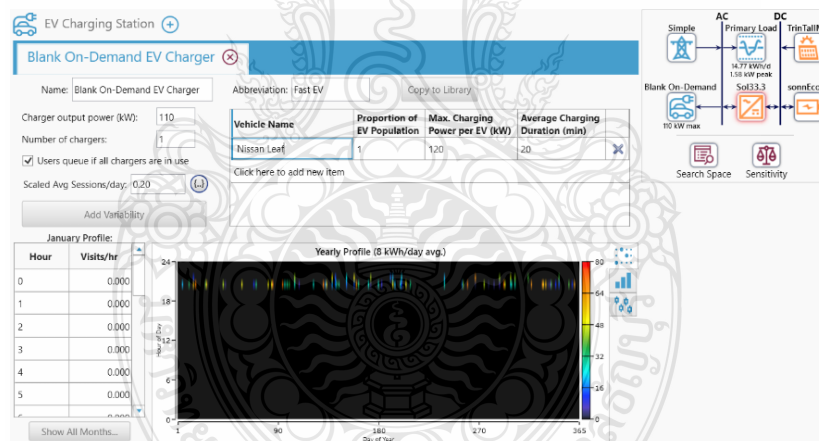 EV Charging Station
Blank On-Demand EV Charger
Name: Blank On-Demand EV Charger
Abbreviation: Fast EV
Copy to Library
Charger output power (kW): 110
Number of chargers: 1
Users queue if all chargers are in use
Scaled Avg Sessions/day: 0.20 {..}
Add Variability
Vehicle Name Proportion of EV Population Max. Charging Power per EV (kW) Average Charging Duration (min)
Nissan Leaf 1 120 20
Click here to add new item
January Profile:
Hour Visits/hr
0 0.000
1 0.000
2 0.000
3 0.000
4 0.000
5 0.000
Show All Months...
Yearly Profile (8 kWh/day avg.)
Hour of Day
24
18
12
6
0
1 90 180 270 365
Day of Year
80
64
48
32
16
0
AC DC
Simple Primary Load
14.77 kWh/d
1.58 kW peak
Blank On-Demand Sol33.3
110 kW max
Search Space Sensitivity